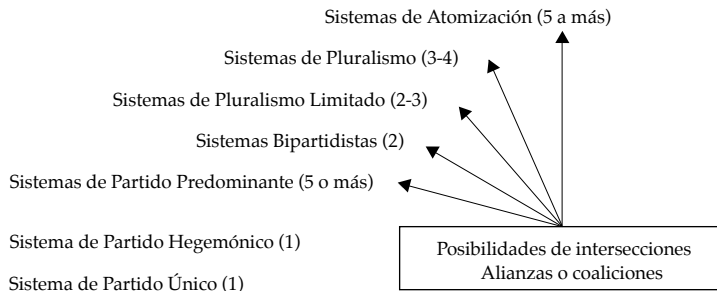 Sistemas de Atomización (5 a más)
Sistemas de Pluralismo (3-4)
Sistemas de Pluralismo Limitado (2-3)
Sistemas Bipartidistas (2)
Sistemas de Partido Predominante (5 o más)
Sistema de Partido Hegemónico (1)
Sistema de Partido Único (1)
Posibilidades de intersecciones
Alianzas o coaliciones